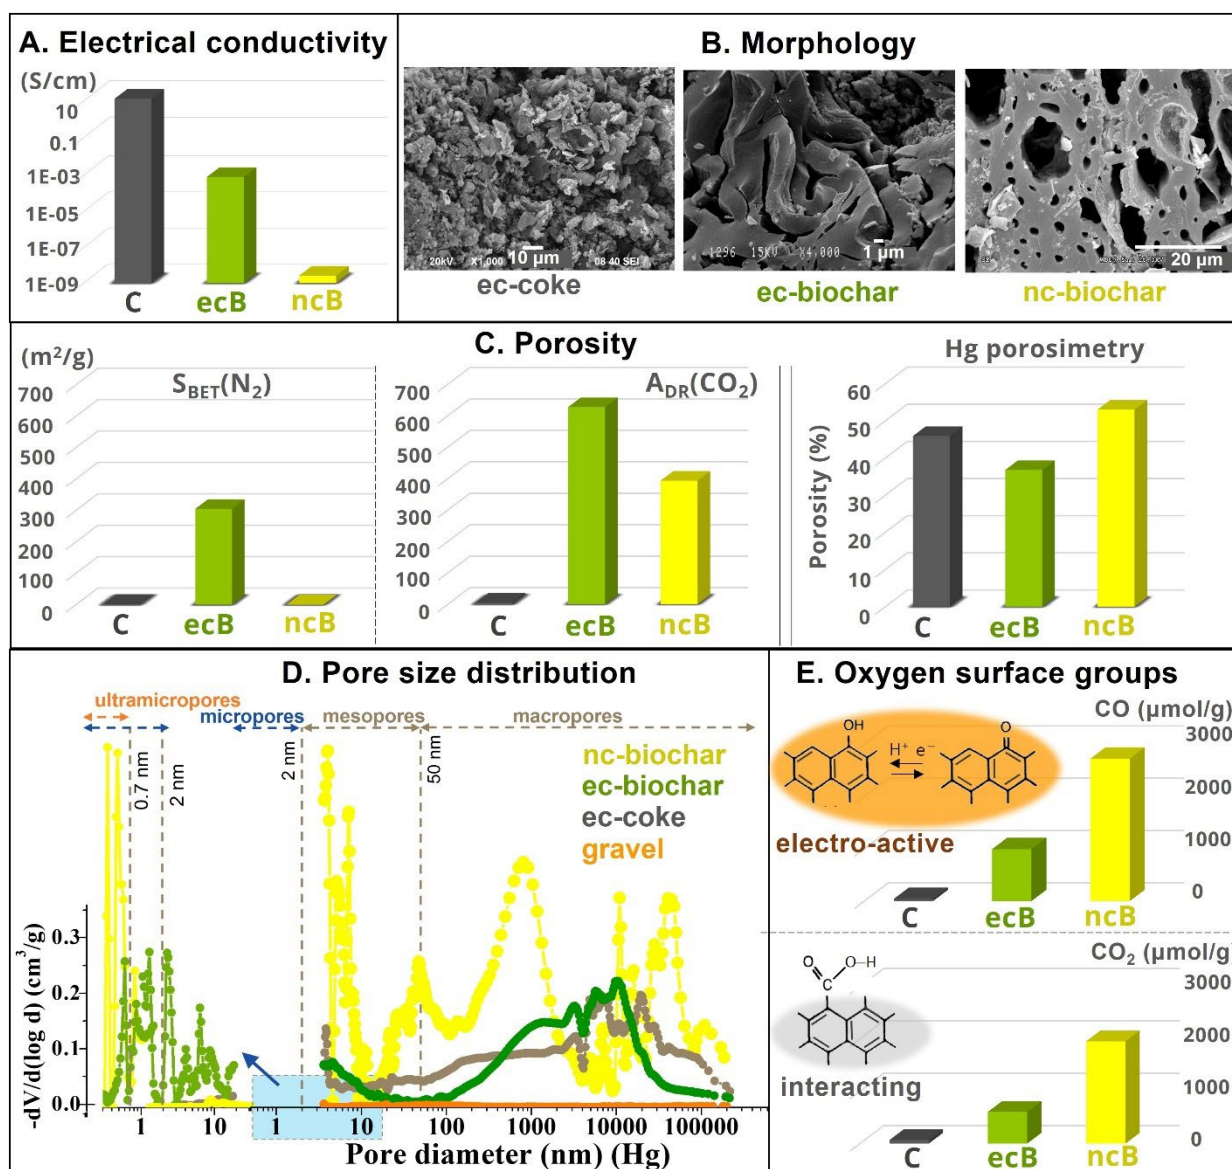 A. Electrical conductivity
(S/cm)
10
0.1
1E-03
1E-05
1E-07
1E-09
C
ecB
ncB
B. Morphology
20kV X1,000 10 µm 08 40 SEI
1296 15KV X4,000 1 µm
20 µm
ec-coke
ec-biochar
nc-biochar
C. Porosity
(m²/g)
S_BET(N₂)
700
600
500
400
300
200
100
0
C
ecB
ncB
A_DR(CO₂)
700
600
500
400
300
200
100
0
C
ecB
ncB
Hg porosimetry
Porosity (%)
60
50
40
30
20
10
0
C
ecB
ncB
D. Pore size distribution
ultramicropores
micropores
mesopores
macropores
0.7 nm
2 nm
2 nm
50 nm
nc-biochar
ec-biochar
ec-coke
gravel
-dV/d(log d) (cm³/g)
0.3
0.2
0.1
0.0
1 10 1 10 100 1000 10000 100000
Pore diameter (nm) (Hg)
E. Oxygen surface groups
CO (µmol/g)
3000
2000
1000
0
OH
O
H⁺ e⁻
electro-active
C
ecB
ncB
CO₂ (µmol/g)
3000
2000
1000
0
O
O-H
interacting
C
ecB
ncB